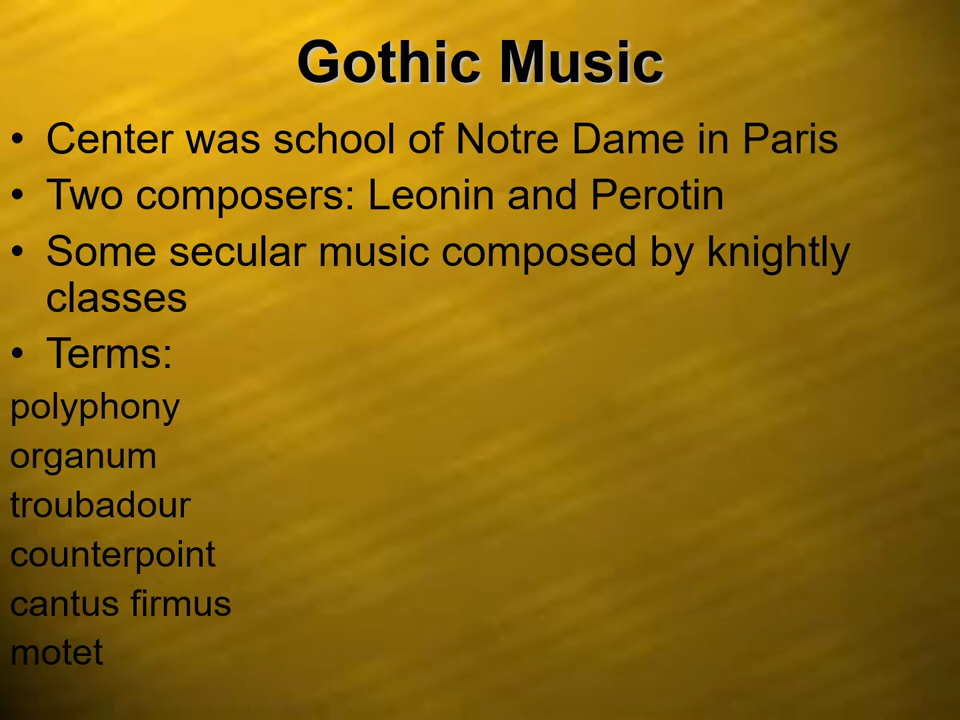 Gothic Music
• Center was school of Notre Dame in Paris
• Two composers: Leonin and Perotin
• Some secular music composed by knightly
classes
• Terms:
polyphony
organum
troubadour
counterpoint
cantus firmus
motet